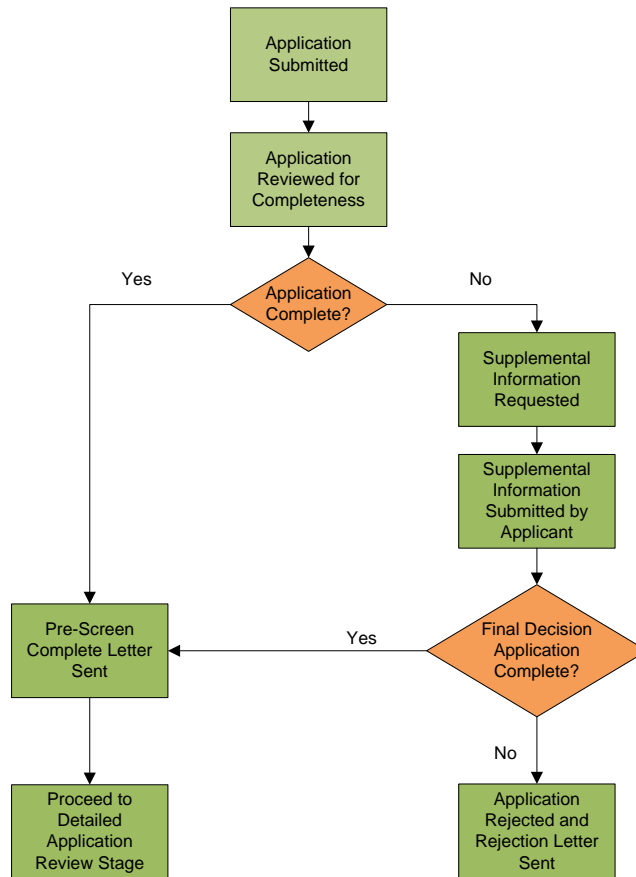 Application
Submitted
Application
Reviewed for
Completeness
Yes
Application
Complete?
No
Supplemental
Information
Requested
Supplemental
Information
Submitted by
Applicant
Pre-Screen
Complete Letter
Sent
Yes
Final Decision
Application
Complete?
No
Proceed to
Detailed
Application
Review Stage
Application
Rejected and
Rejection Letter
Sent